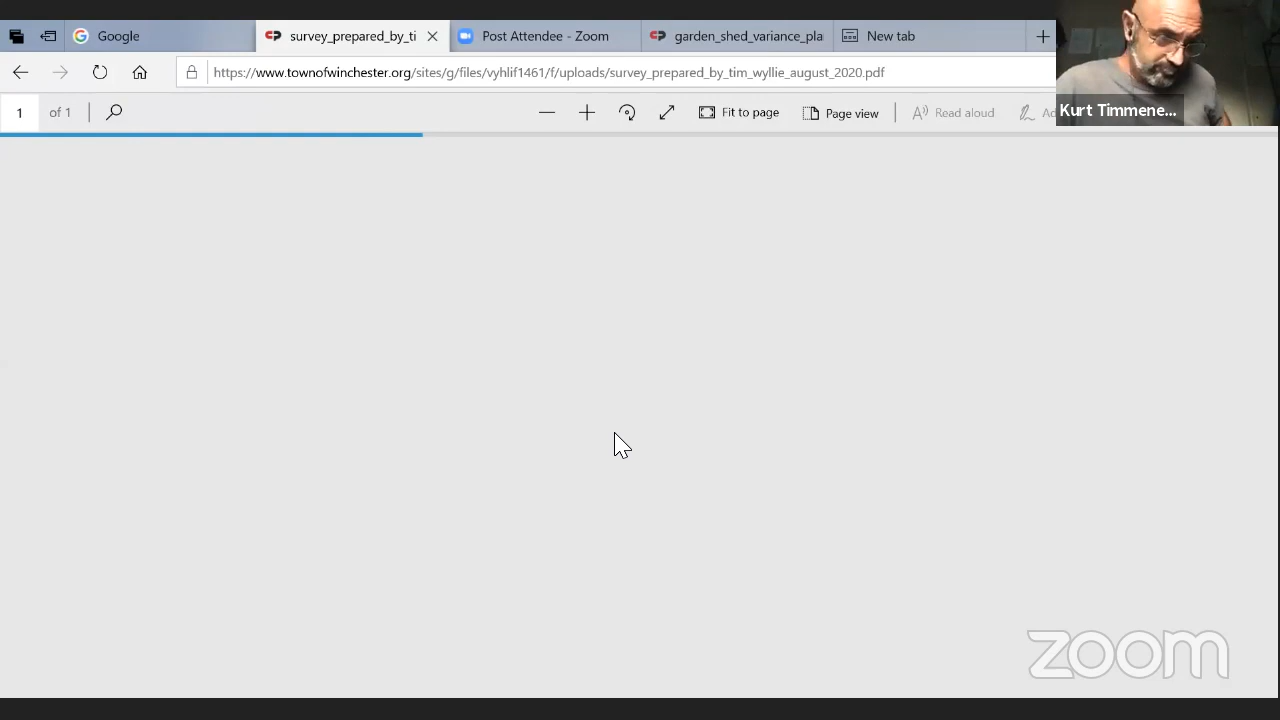 Google
survey_prepared_by_ti
Post Attendee - Zoom
garden_shed_variance_pla
New tab
https://www.townofwinchester.org/sites/g/files/vyhlif1461/f/uploads/survey_prepared_by_tim_wyllie_august_2020.pdf
1 of 1
Fit to page
Page view
Read aloud
Ad
Kurt Timmene...
zoom